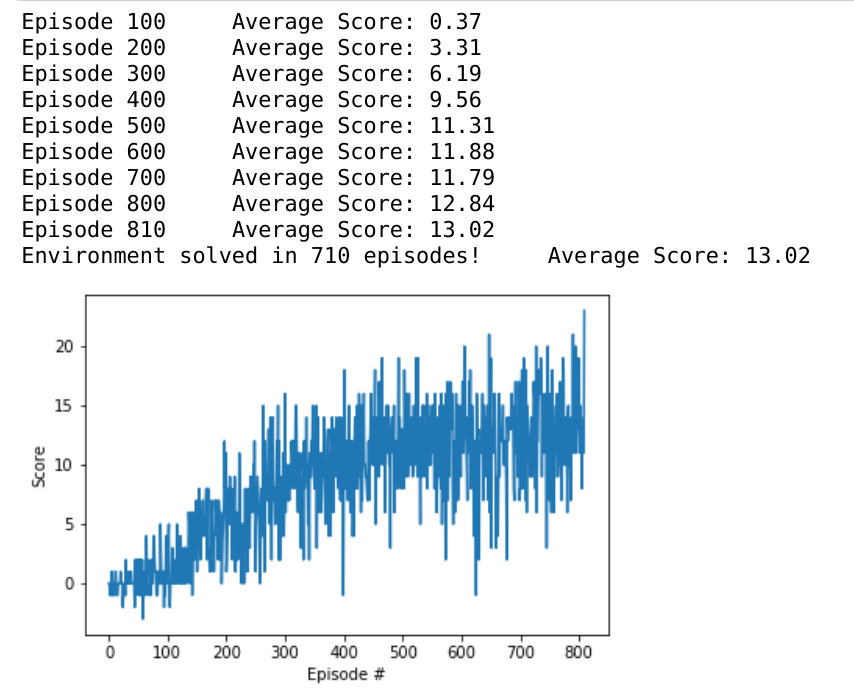 Episode 100	Average Score: 0.37
Episode 200	Average Score: 3.31
Episode 300	Average Score: 6.19
Episode 400	Average Score: 9.56
Episode 500	Average Score: 11.31
Episode 600	Average Score: 11.88
Episode 700	Average Score: 11.79
Episode 800	Average Score: 12.84
Episode 810	Average Score: 13.02
Environment solved in 710 episodes!	Average Score: 13.02
20
15
10
5
0
Score
0 100 200 300 400 500 600 700 800
Episode #